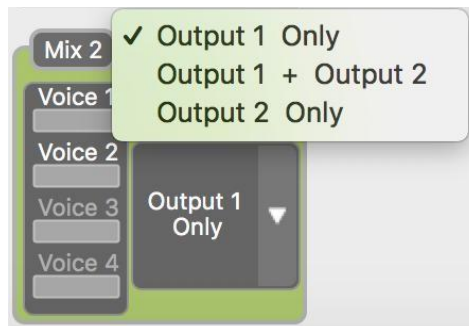 Mix 2
✓ Output 1 Only
Output 1 + Output 2
Output 2 Only
Voice 1
Voice 2
Voice 3
Voice 4
Output 1
Only